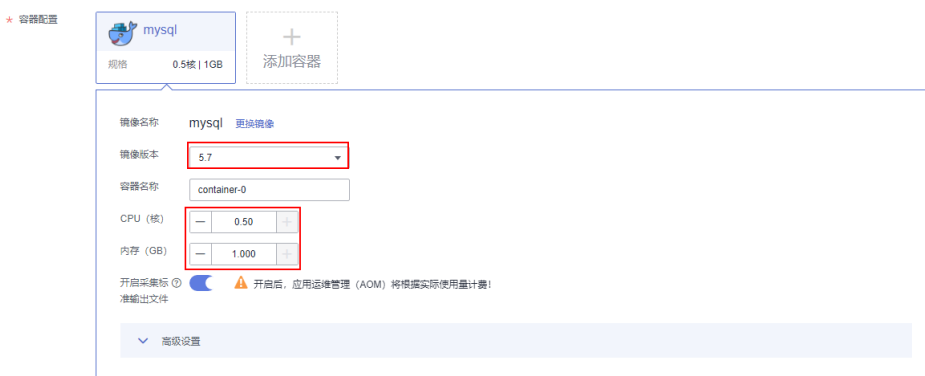 * 容器配置
mysql
规格 0.5核 | 1GB
添加容器
镜像名称 mysql 更换镜像
镜像版本 5.7
容器名称 container-0
CPU（核） 0.50
内存（GB） 1.000
开启采集标 开启后，应用运维管理（AOM）将根据实际使用量计费！
准输出文件
高级设置